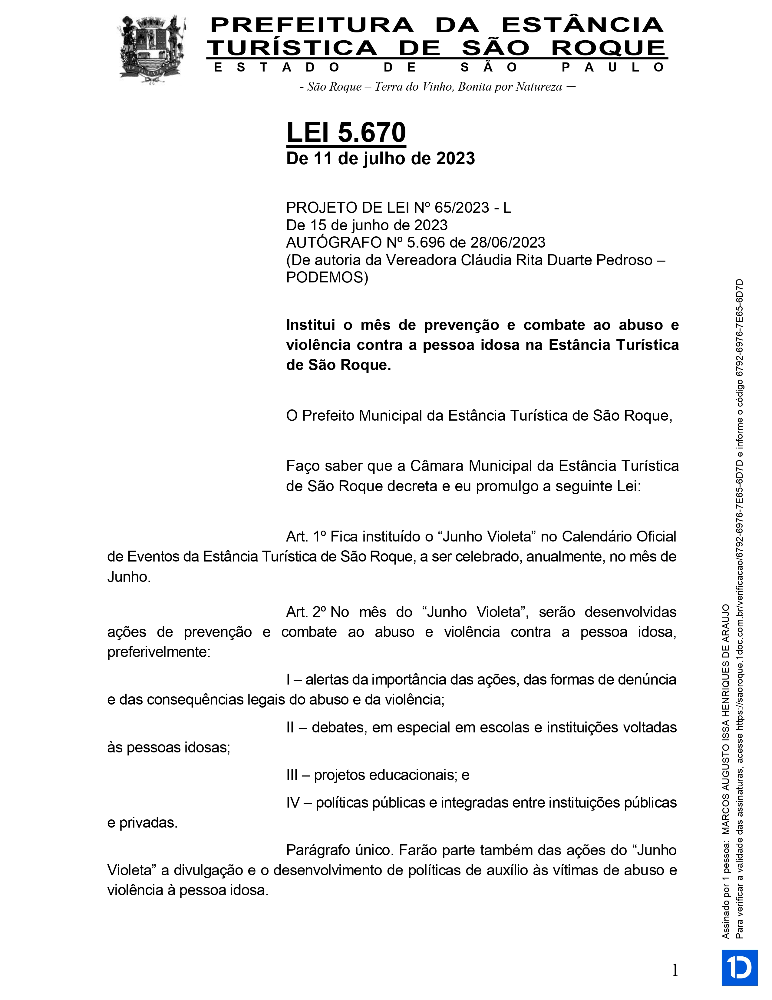 PREFEITURA DA ESTÂNCIA
TURÍSTICA DE SÃO ROQUE
ESTADO DE SÃO PAULO
- São Roque – Terra do Vinho, Bonita por Natureza –
LEI 5.670
De 11 de julho de 2023
PROJETO DE LEI Nº 65/2023 - L
De 15 de junho de 2023
AUTÓGRAFO Nº 5.696 de 28/06/2023
(De autoria da Vereadora Cláudia Rita Duarte Pedroso –
PODEMOS)
Institui o mês de prevenção e combate ao abuso e
violência contra a pessoa idosa na Estância Turística
de São Roque.
O Prefeito Municipal da Estância Turística de São Roque,
Faço saber que a Câmara Municipal da Estância Turística
de São Roque decreta e eu promulgo a seguinte Lei:
Art. 1º Fica instituído o “Junho Violeta” no Calendário Oficial
de Eventos da Estância Turística de São Roque, a ser celebrado, anualmente, no mês de
Junho.
Art. 2º No mês do “Junho Violeta”, serão desenvolvidas
ações de prevenção e combate ao abuso e violência contra a pessoa idosa,
preferivelmente:
I – alertas da importância das ações, das formas de denúncia
e das consequências legais do abuso e da violência;
II – debates, em especial em escolas e instituições voltadas
às pessoas idosas;
III – projetos educacionais; e
IV – políticas públicas e integradas entre instituições públicas
e privadas.
Parágrafo único. Farão parte também das ações do “Junho
Violeta” a divulgação e o desenvolvimento de políticas de auxílio às vítimas de abuso e
violência à pessoa idosa.
1
Assinado por 1 pessoa: MARCOS AUGUSTO ISSA HENRIQUES DE ARAUJO
Para verificar a validade das assinaturas, acesse https://saoroque.1doc.com.br/verificacao/6792-6976-7E65-6D7D e informe o código 6792-6976-7E65-6D7D
1D